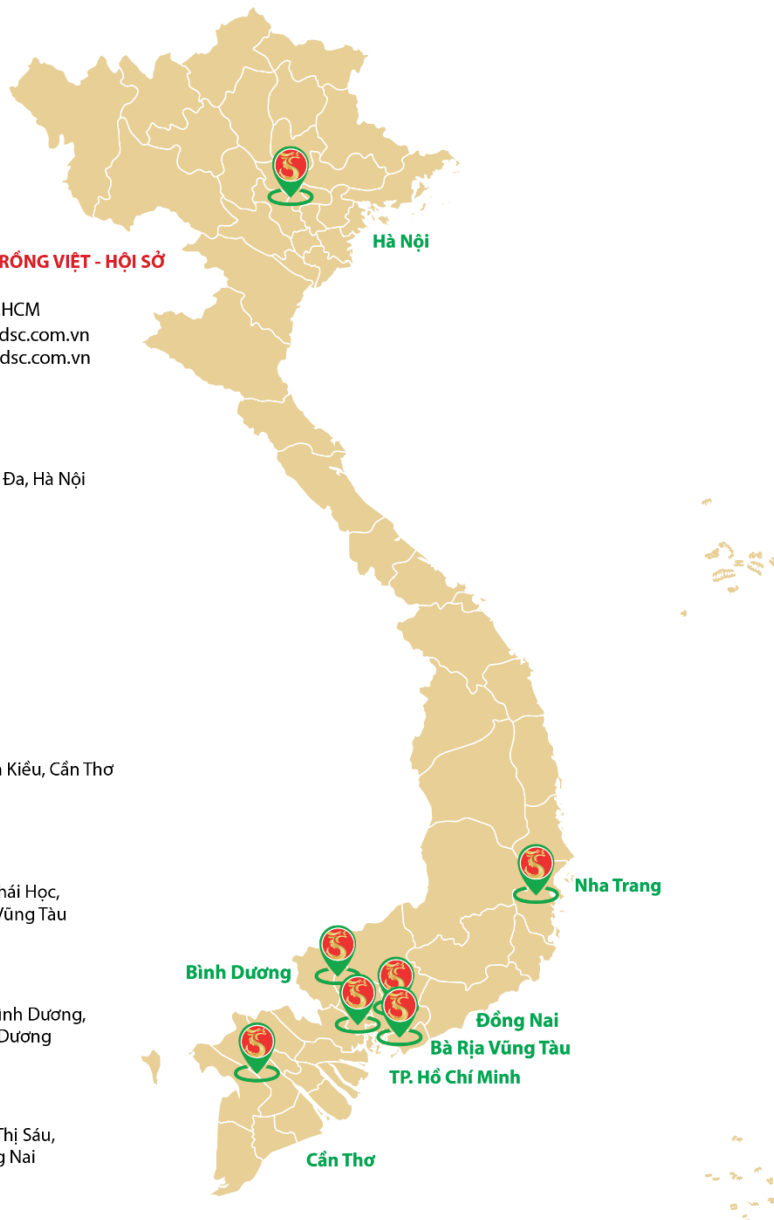 Hà Nội
RỒNG VIỆT - HỘI SỞ
HCM
dsc.com.vn
dsc.com.vn
Đa, Hà Nội
Kiều, Cần Thơ
hái Học,
Vũng Tàu
Nha Trang
Bình Dương
ình Dương,
Dương
Đồng Nai
Bà Rịa Vũng Tàu
TP. Hồ Chí Minh
Thị Sáu,
g Nai
Cần Thơ